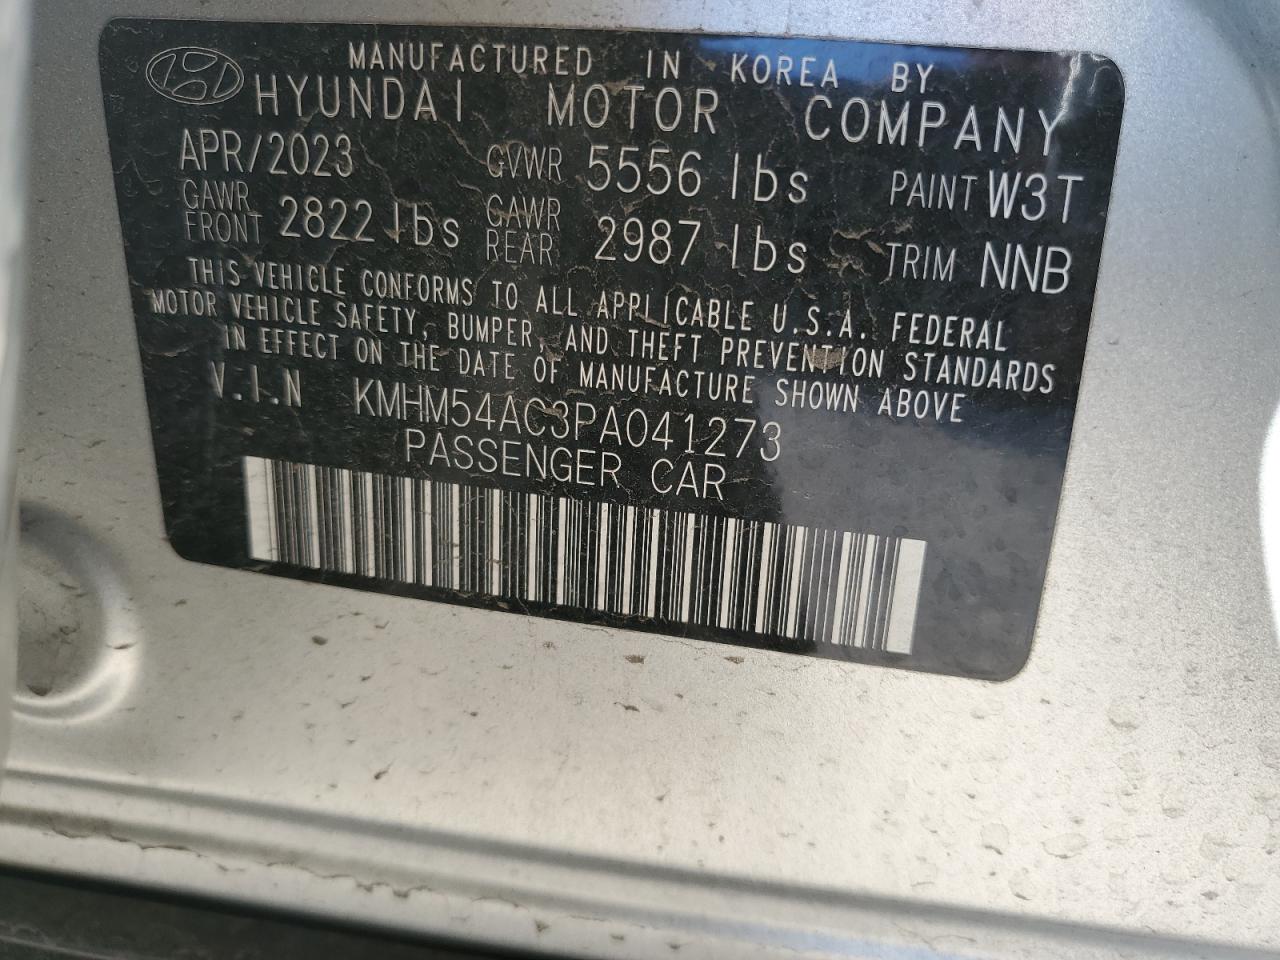 MANUFACTURED IN KOREA BY
HYUNDAI MOTOR COMPANY
APR/2023 GVWR 5556 lbs PAINT W3T
GAWR FRONT 2822 lbs GAWR REAR 2987 lbs TRIM NNB
THIS VEHICLE CONFORMS TO ALL APPLICABLE U.S.A. FEDERAL
MOTOR VEHICLE SAFETY, BUMPER, AND THEFT PREVENTION STANDARDS
IN EFFECT ON THE DATE OF MANUFACTURE SHOWN ABOVE
V.I.N KMHM54AC3PA041273
PASSENGER CAR